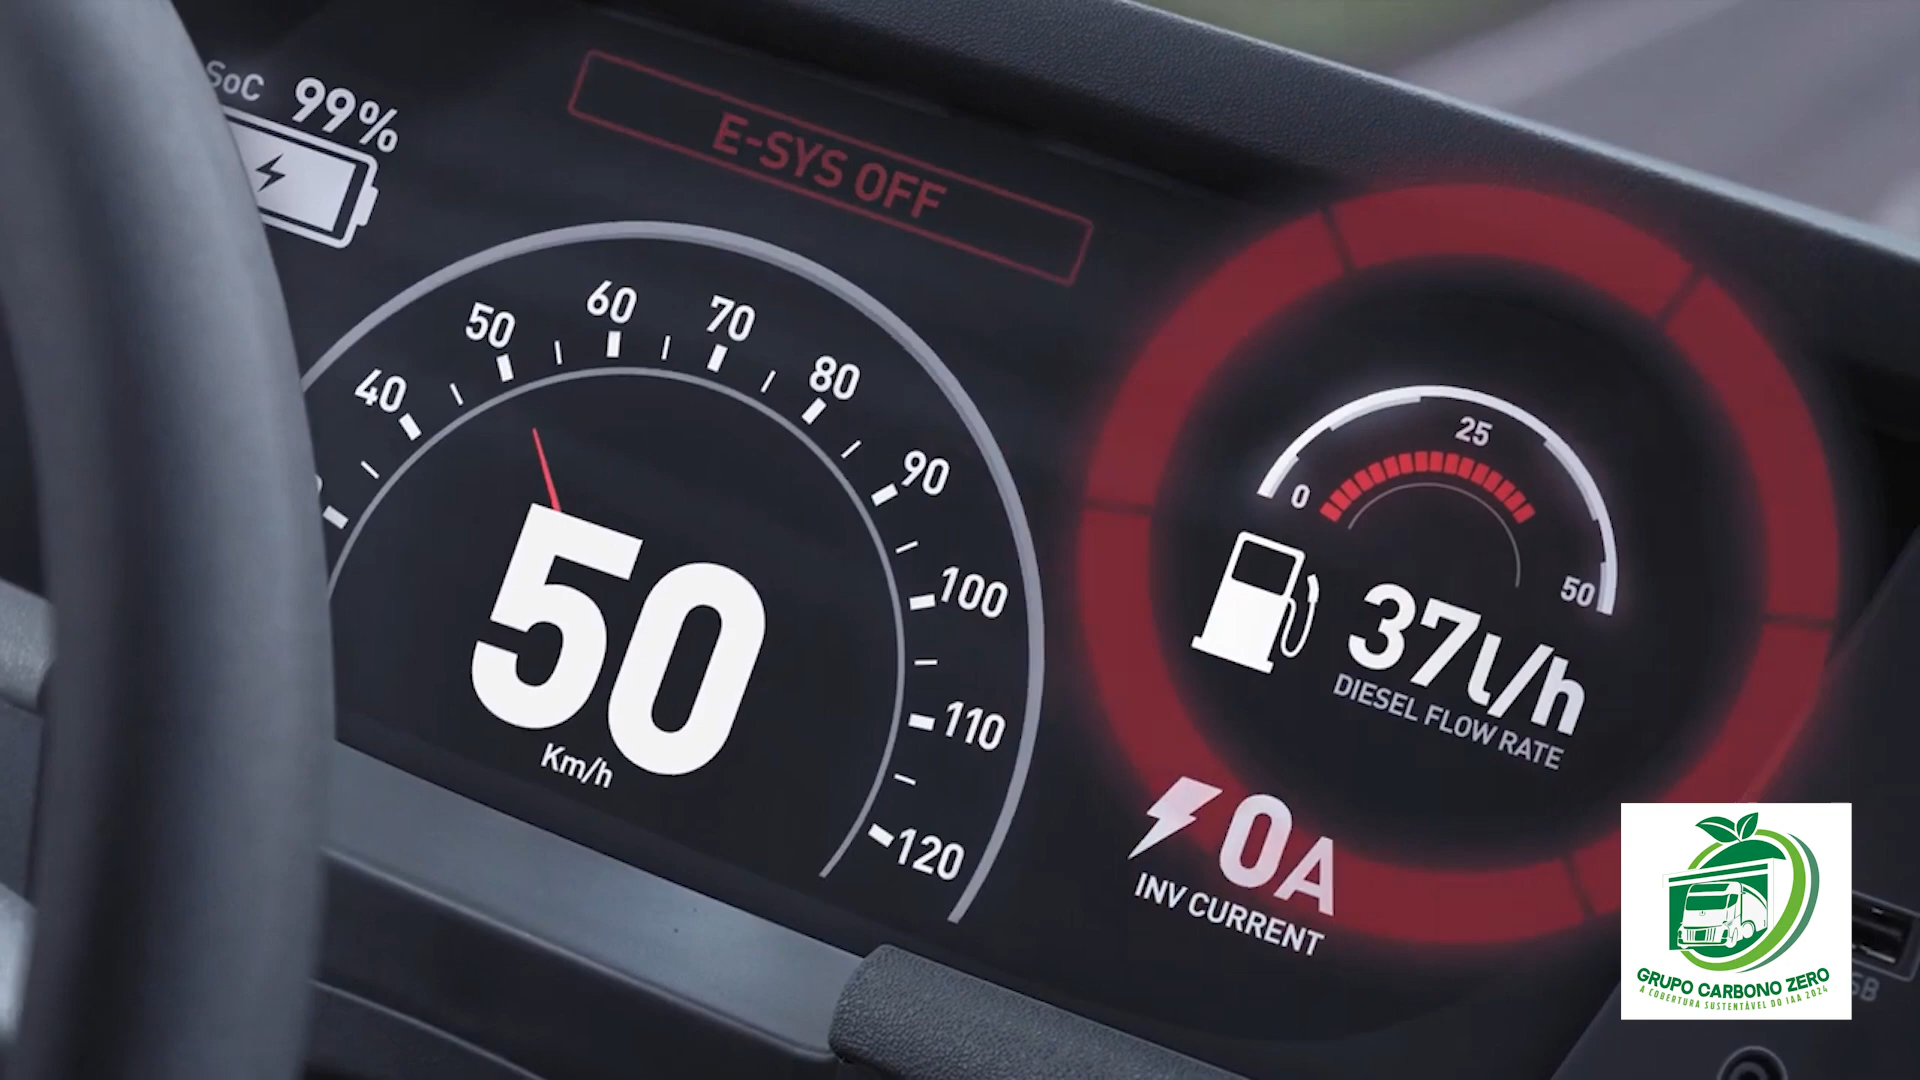 SoC 99%
E-SYS OFF
40
50
60
70
80
90
100
110
120
50
Km/h
0
25
50
37l/h
DIESEL FLOW RATE
0A
INV CURRENT
GRUPO CARBONO ZERO
A COBERTURA SUSTENTÁVEL DO IAA 2024